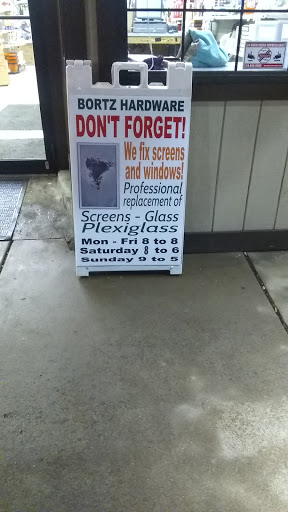 BORTZ HARDWARE
DON'T FORGET!
We fix screens
and windows!
Professional
replacement of
Screens - Glass
Plexiglass
Mon - Fri 8 to 8
Saturday 8 to 6
Sunday 9 to 5